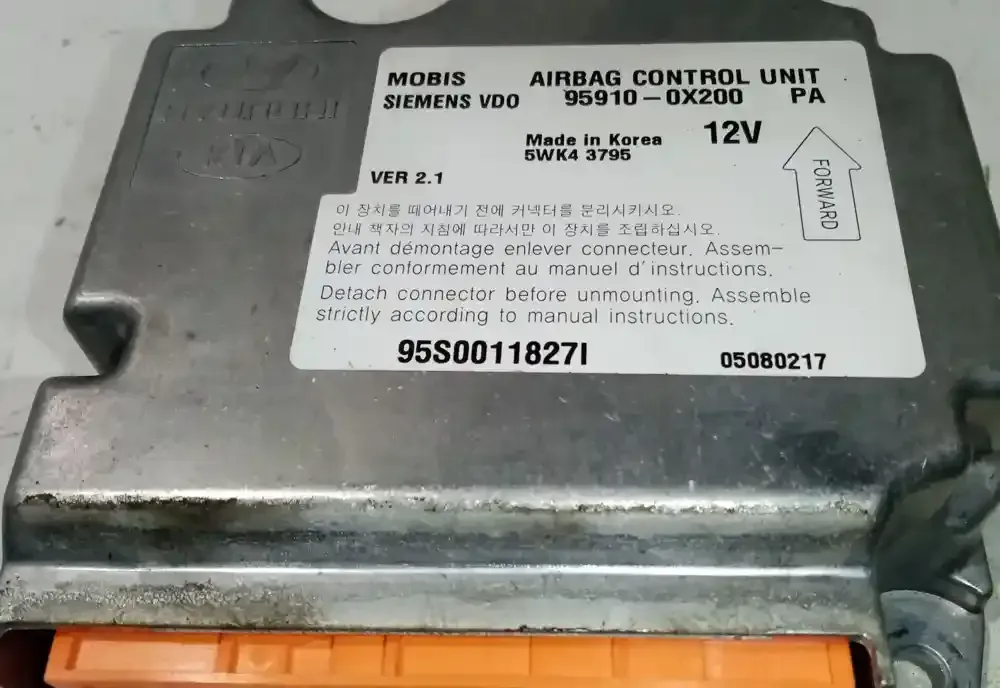 HYUNDAI
KIA
MOBIS AIRBAG CONTROL UNIT
SIEMENS VDO 95910-0X200 PA
Made in Korea 12V
5WK4 3795
VER 2.1
FORWARD
이 장치를 떼어내기 전에 커넥터를 분리시키시오.
안내 책자의 지침에 따라서만 이 장치를 조립하십시오.
Avant démontage enlever connecteur. Assem-
bler conformement au manuel d'instructions.
Detach connector before unmounting. Assemble
strictly according to manual instructions.
95S0011827I 05080217